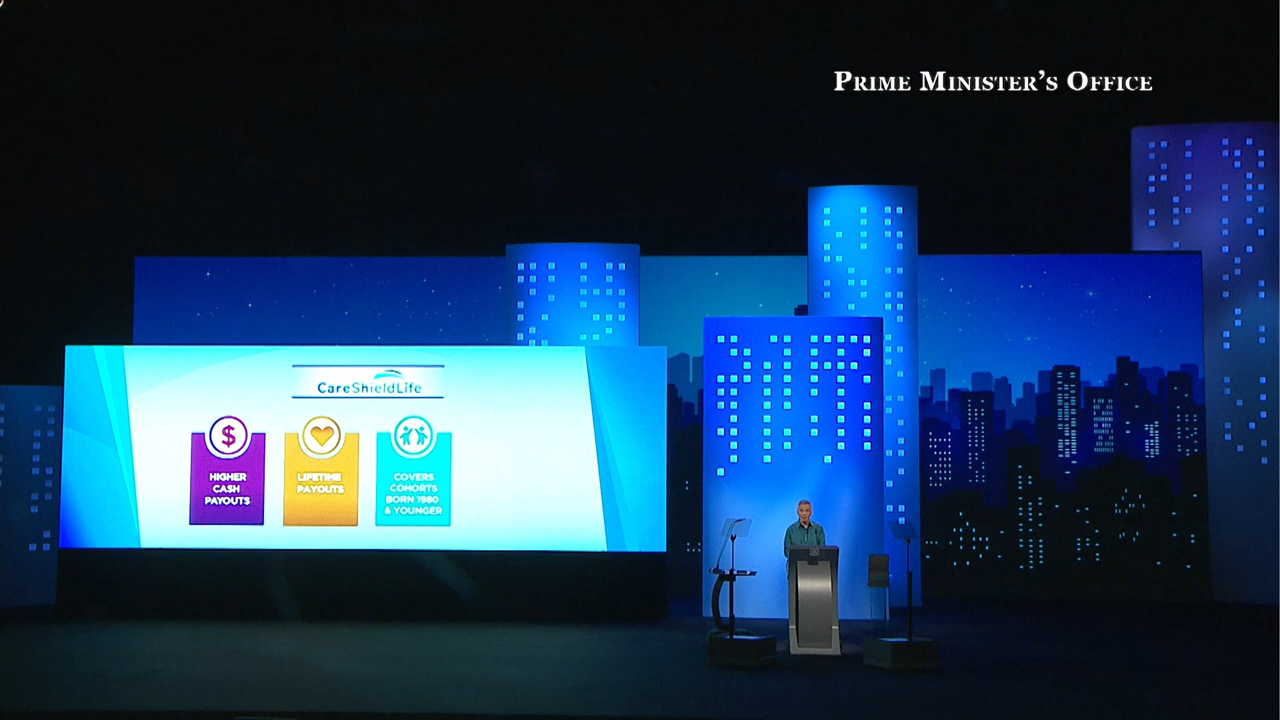 PRIME MINISTER'S OFFICE
CareShieldLife
$
HIGHER
CASH
PAYOUTS
LIFETIME
PAYOUTS
COVERS
COHORTS
BORN 1980
& YOUNGER